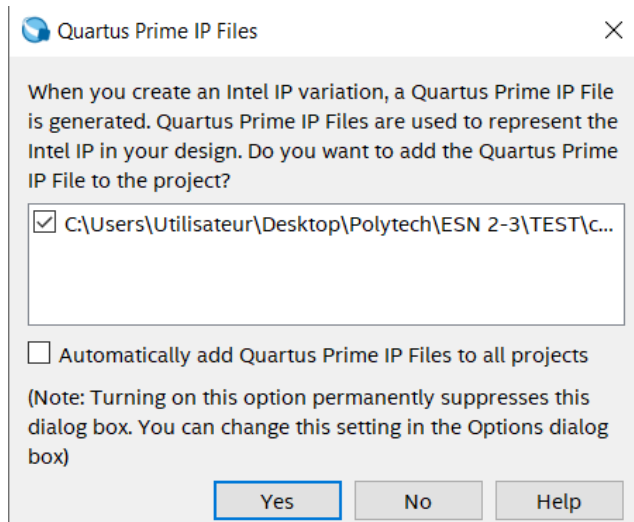 Quartus Prime IP Files
When you create an Intel IP variation, a Quartus Prime IP File
is generated. Quartus Prime IP Files are used to represent the
Intel IP in your design. Do you want to add the Quartus Prime
IP File to the project?
C:\Users\Utilisateur\Desktop\Polytech\ESN 2-3\TEST\c...
Automatically add Quartus Prime IP Files to all projects
(Note: Turning on this option permanently suppresses this
dialog box. You can change this setting in the Options dialog
box)
Yes No Help